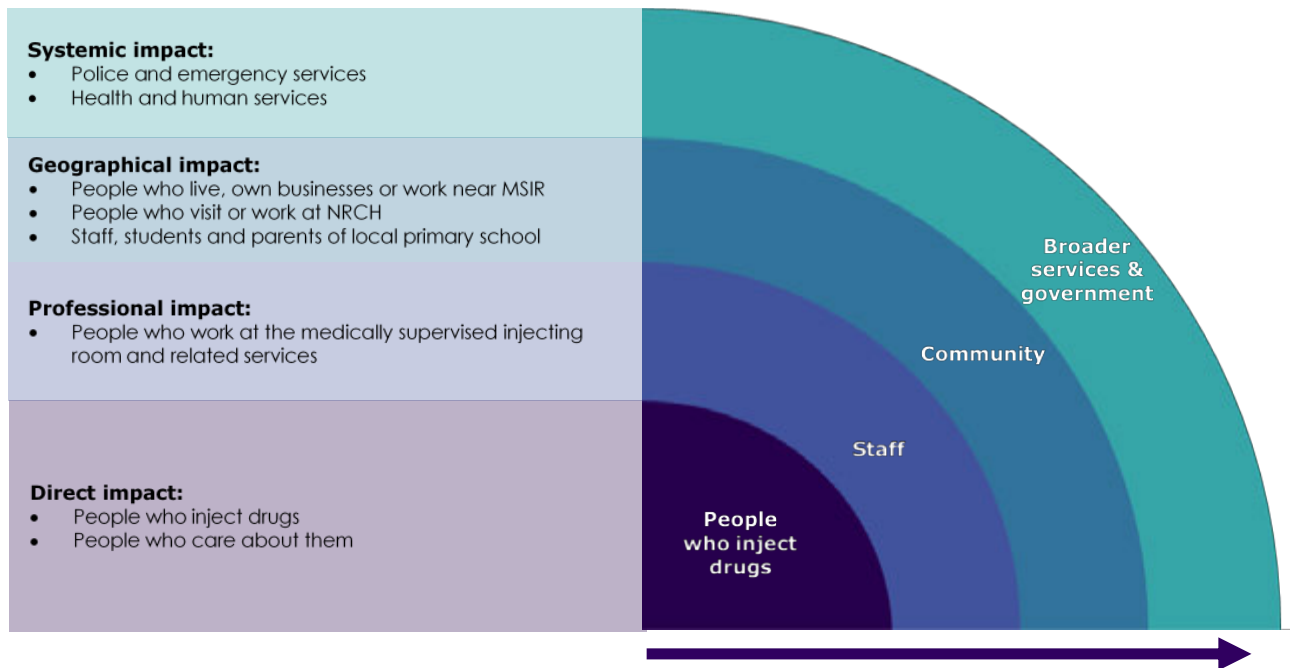 Systemic impact:
• Police and emergency services
• Health and human services
Geographical impact:
• People who live, own businesses or work near MSIR
• People who visit or work at NRCH
• Staff, students and parents of local primary school
Professional impact:
• People who work at the medically supervised injecting
room and related services
Direct impact:
• People who inject drugs
• People who care about them
Broader
services &
government
Community
Staff
People
who inject
drugs